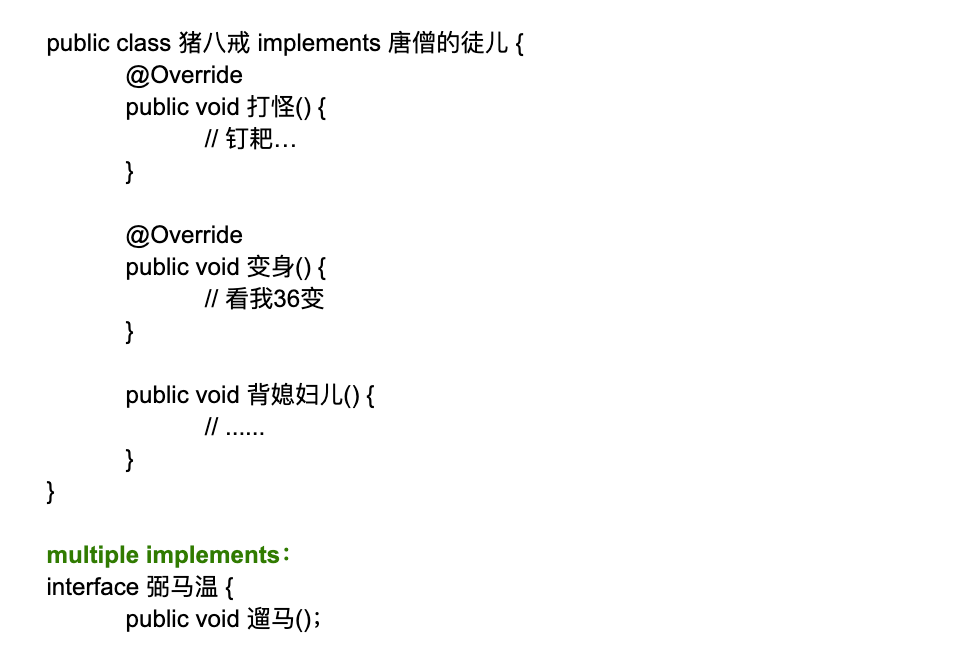 public class 猪八戒 implements 唐僧的徒儿 {
@Override
public void 打怪() {
// 钉耙…
}
@Override
public void 变身() {
// 看我36变
}
public void 背媳妇儿() {
// ......
}
}
multiple implements：
interface 弼马温 {
public void 遛马();